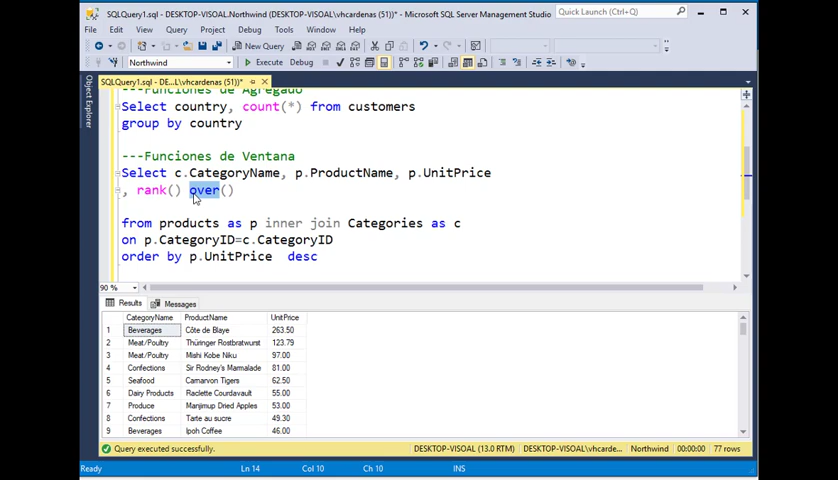 SQLQuery1.sql - DESKTOP-VISOAL.Northwind (DESKTOP-VISOAL\vhcardenas (51))* - Microsoft SQL Server Management Studio
Quick Launch (Ctrl+Q)
File Edit View Query Project Debug Tools Window Help
New Query
Northwind
Execute Debug
SQLQuery1.sql - DE...L\vhcardenas (51))*
Object Explorer
---Funciones de Agregado
Select country, count(*) from customers
group by country
---Funciones de Ventana
Select c.CategoryName, p.ProductName, p.UnitPrice
, rank() over()
from products as p inner join Categories as c
on p.CategoryID=c.CategoryID
order by p.UnitPrice desc
90 %
Results Messages
CategoryName ProductName UnitPrice
1 Beverages Côte de Blaye 263.50
2 Meat/Poultry Thüringer Rostbratwurst 123.79
3 Meat/Poultry Mishi Kobe Niku 97.00
4 Confections Sir Rodney's Marmalade 81.00
5 Seafood Carnarvon Tigers 62.50
6 Dairy Products Raclette Courdavault 55.00
7 Produce Manjimup Dried Apples 53.00
8 Confections Tarte au sucre 49.30
9 Beverages Ipoh Coffee 46.00
Query executed successfully.
DESKTOP-VISOAL (13.0 RTM) DESKTOP-VISOAL\vhcarde... Northwind 00:00:00 77 rows
Ready Ln 14 Col 10 Ch 10 INS